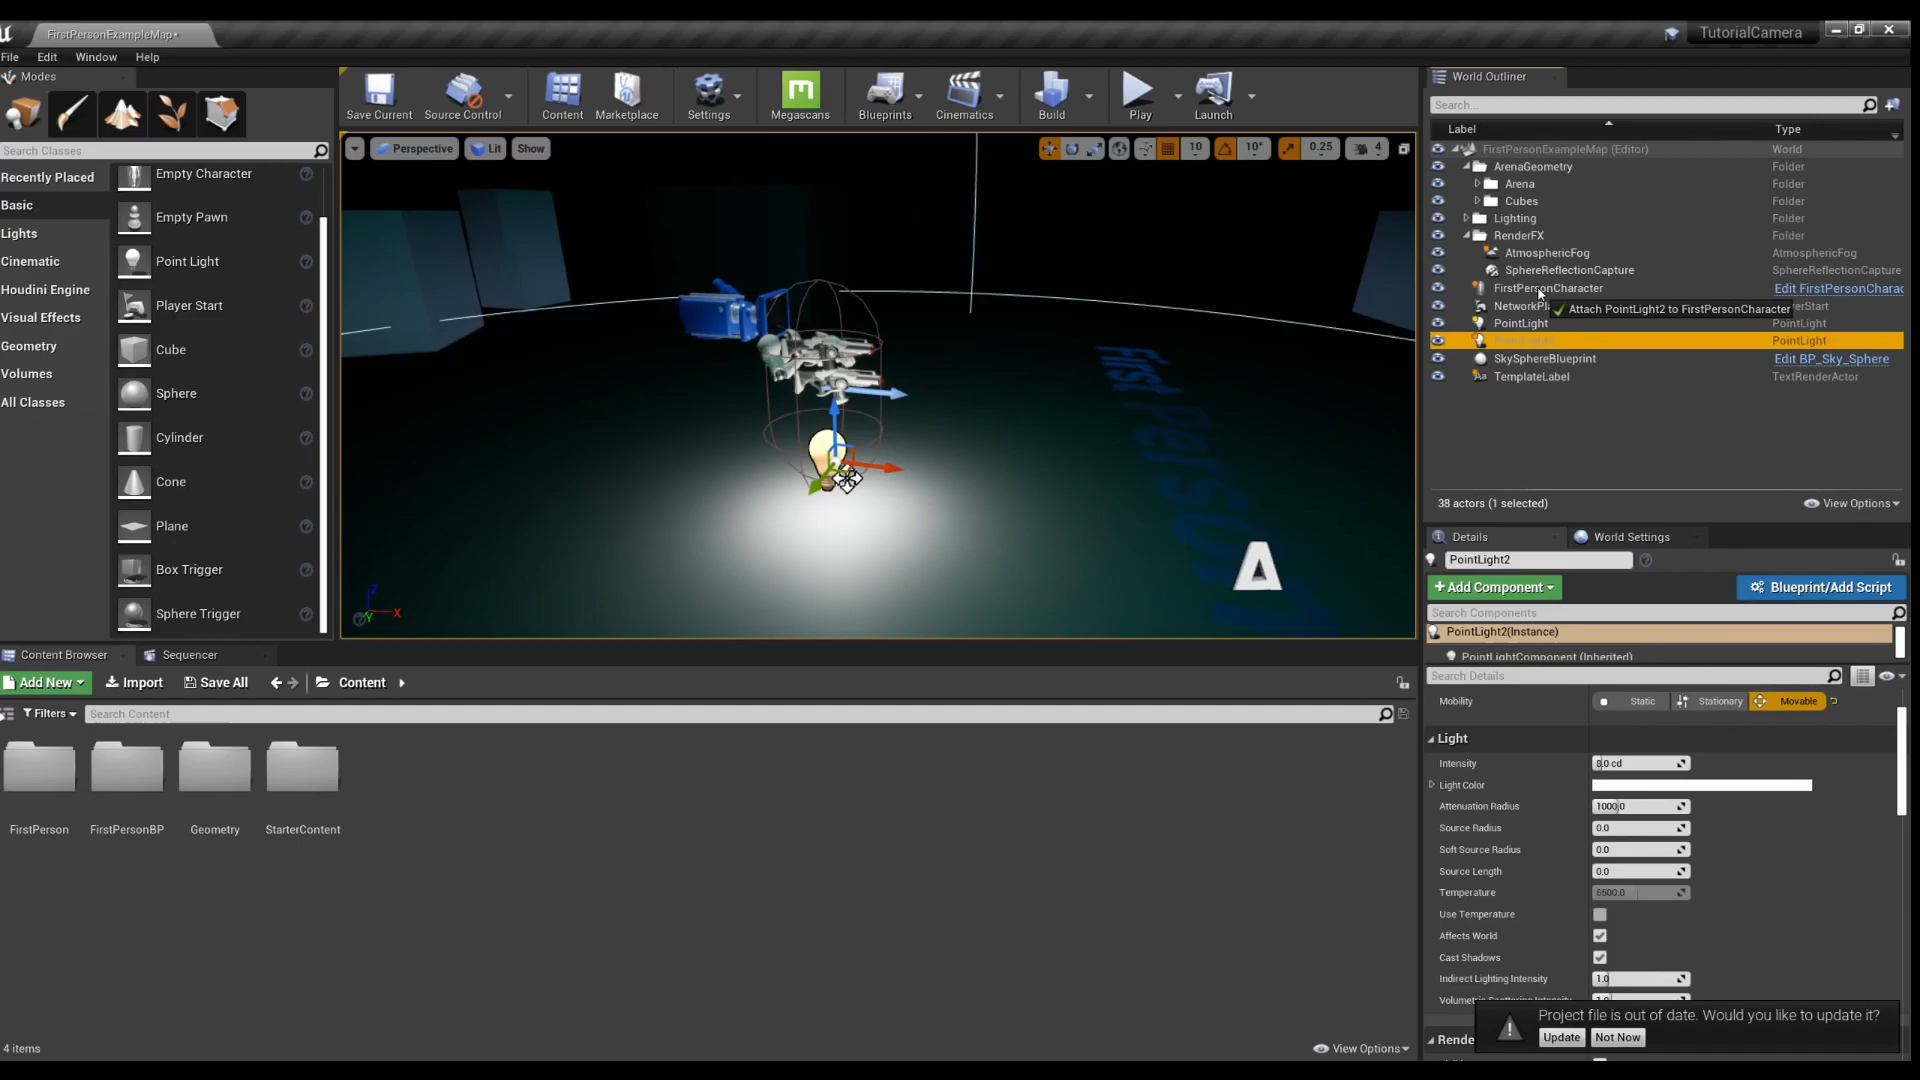 FirstPersonExampleMap*
TutorialCamera
File Edit Window Help
Modes
Search Classes
Recently Placed
Basic
Lights
Cinematic
Houdini Engine
Visual Effects
Geometry
Volumes
All Classes
Empty Character
Empty Pawn
Point Light
Player Start
Cube
Sphere
Cylinder
Cone
Plane
Box Trigger
Sphere Trigger
Save Current Source Control Content Marketplace Settings Megascans Blueprints Cinematics Build Play Launch
Perspective Lit Show 10 10° 0.25 4
first person
A
Z
X
Y
World Outliner
Search...
Label Type
FirstPersonExampleMap (Editor) World
ArenaGeometry Folder
Arena Folder
Cubes Folder
Lighting Folder
RenderFX Folder
AtmosphericFog AtmosphericFog
SphereReflectionCapture SphereReflectionCapture
FirstPersonCharacter Edit FirstPersonCharac
Attach PointLight2 to FirstPersonCharacter
PointLight PointLight
PointLight
SkySphereBlueprint Edit BP_Sky_Sphere
TemplateLabel TextRenderActor
38 actors (1 selected) View Options
Details World Settings
PointLight2
+ Add Component Blueprint/Add Script
Search Components
PointLight2(Instance)
PointLightComponent (Inherited)
Search Details
Mobility Static Stationary Movable
Light
Intensity 8.0 cd
Light Color
Attenuation Radius 1000.0
Source Radius 0.0
Soft Source Radius 0.0
Source Length 0.0
Temperature 6500.0
Use Temperature
Affects World
Cast Shadows
Indirect Lighting Intensity 1.0
Project file is out of date. Would you like to update it?
Update Not Now
Content Browser Sequencer
Add New Import Save All Content
Filters Search Content
FirstPerson FirstPersonBP Geometry StarterContent
4 items View Options